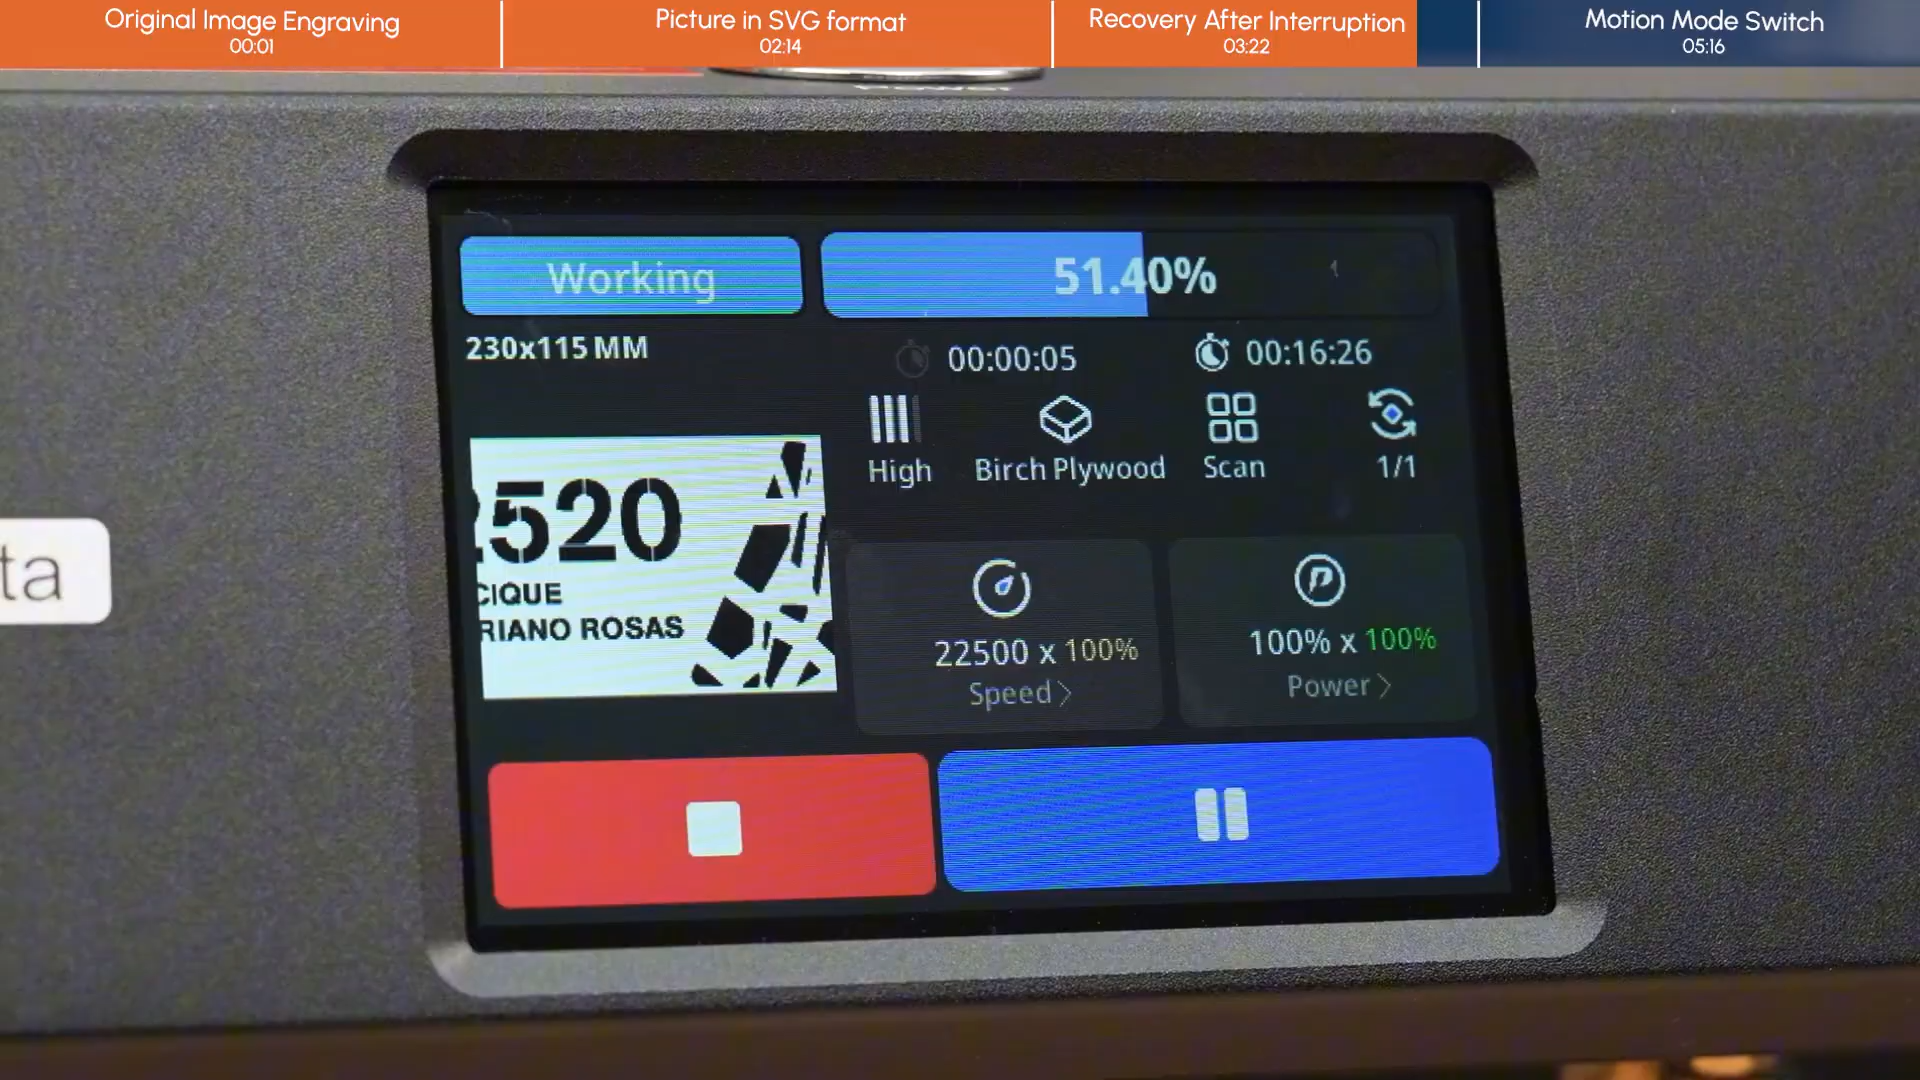 Original Image Engraving
00:01
Picture in SVG format
02:14
Recovery After Interruption
03:22
Motion Mode Switch
05:16
Working
51.40%
230x115 MM
00:00:05
00:16:26
High
Birch Plywood
Scan
1/1
2520
CIQUE
RIANO ROSAS
22500 x 100%
Speed >
100% x 100%
Power >
ta